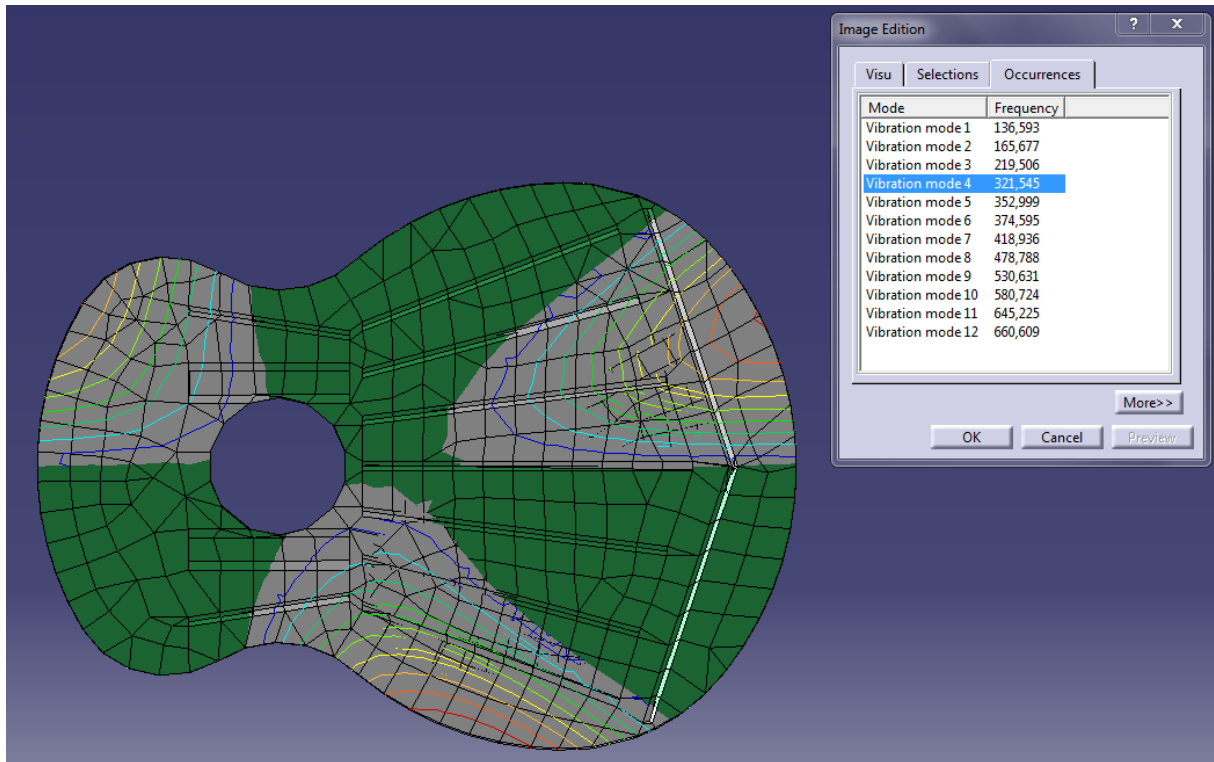 Image Edition
? X
Visu Selections Occurrences
Mode Frequency
Vibration mode 1 136,593
Vibration mode 2 165,677
Vibration mode 3 219,506
Vibration mode 4 321,545
Vibration mode 5 352,999
Vibration mode 6 374,595
Vibration mode 7 418,936
Vibration mode 8 478,788
Vibration mode 9 530,631
Vibration mode 10 580,724
Vibration mode 11 645,225
Vibration mode 12 660,609
More>>
OK Cancel Preview